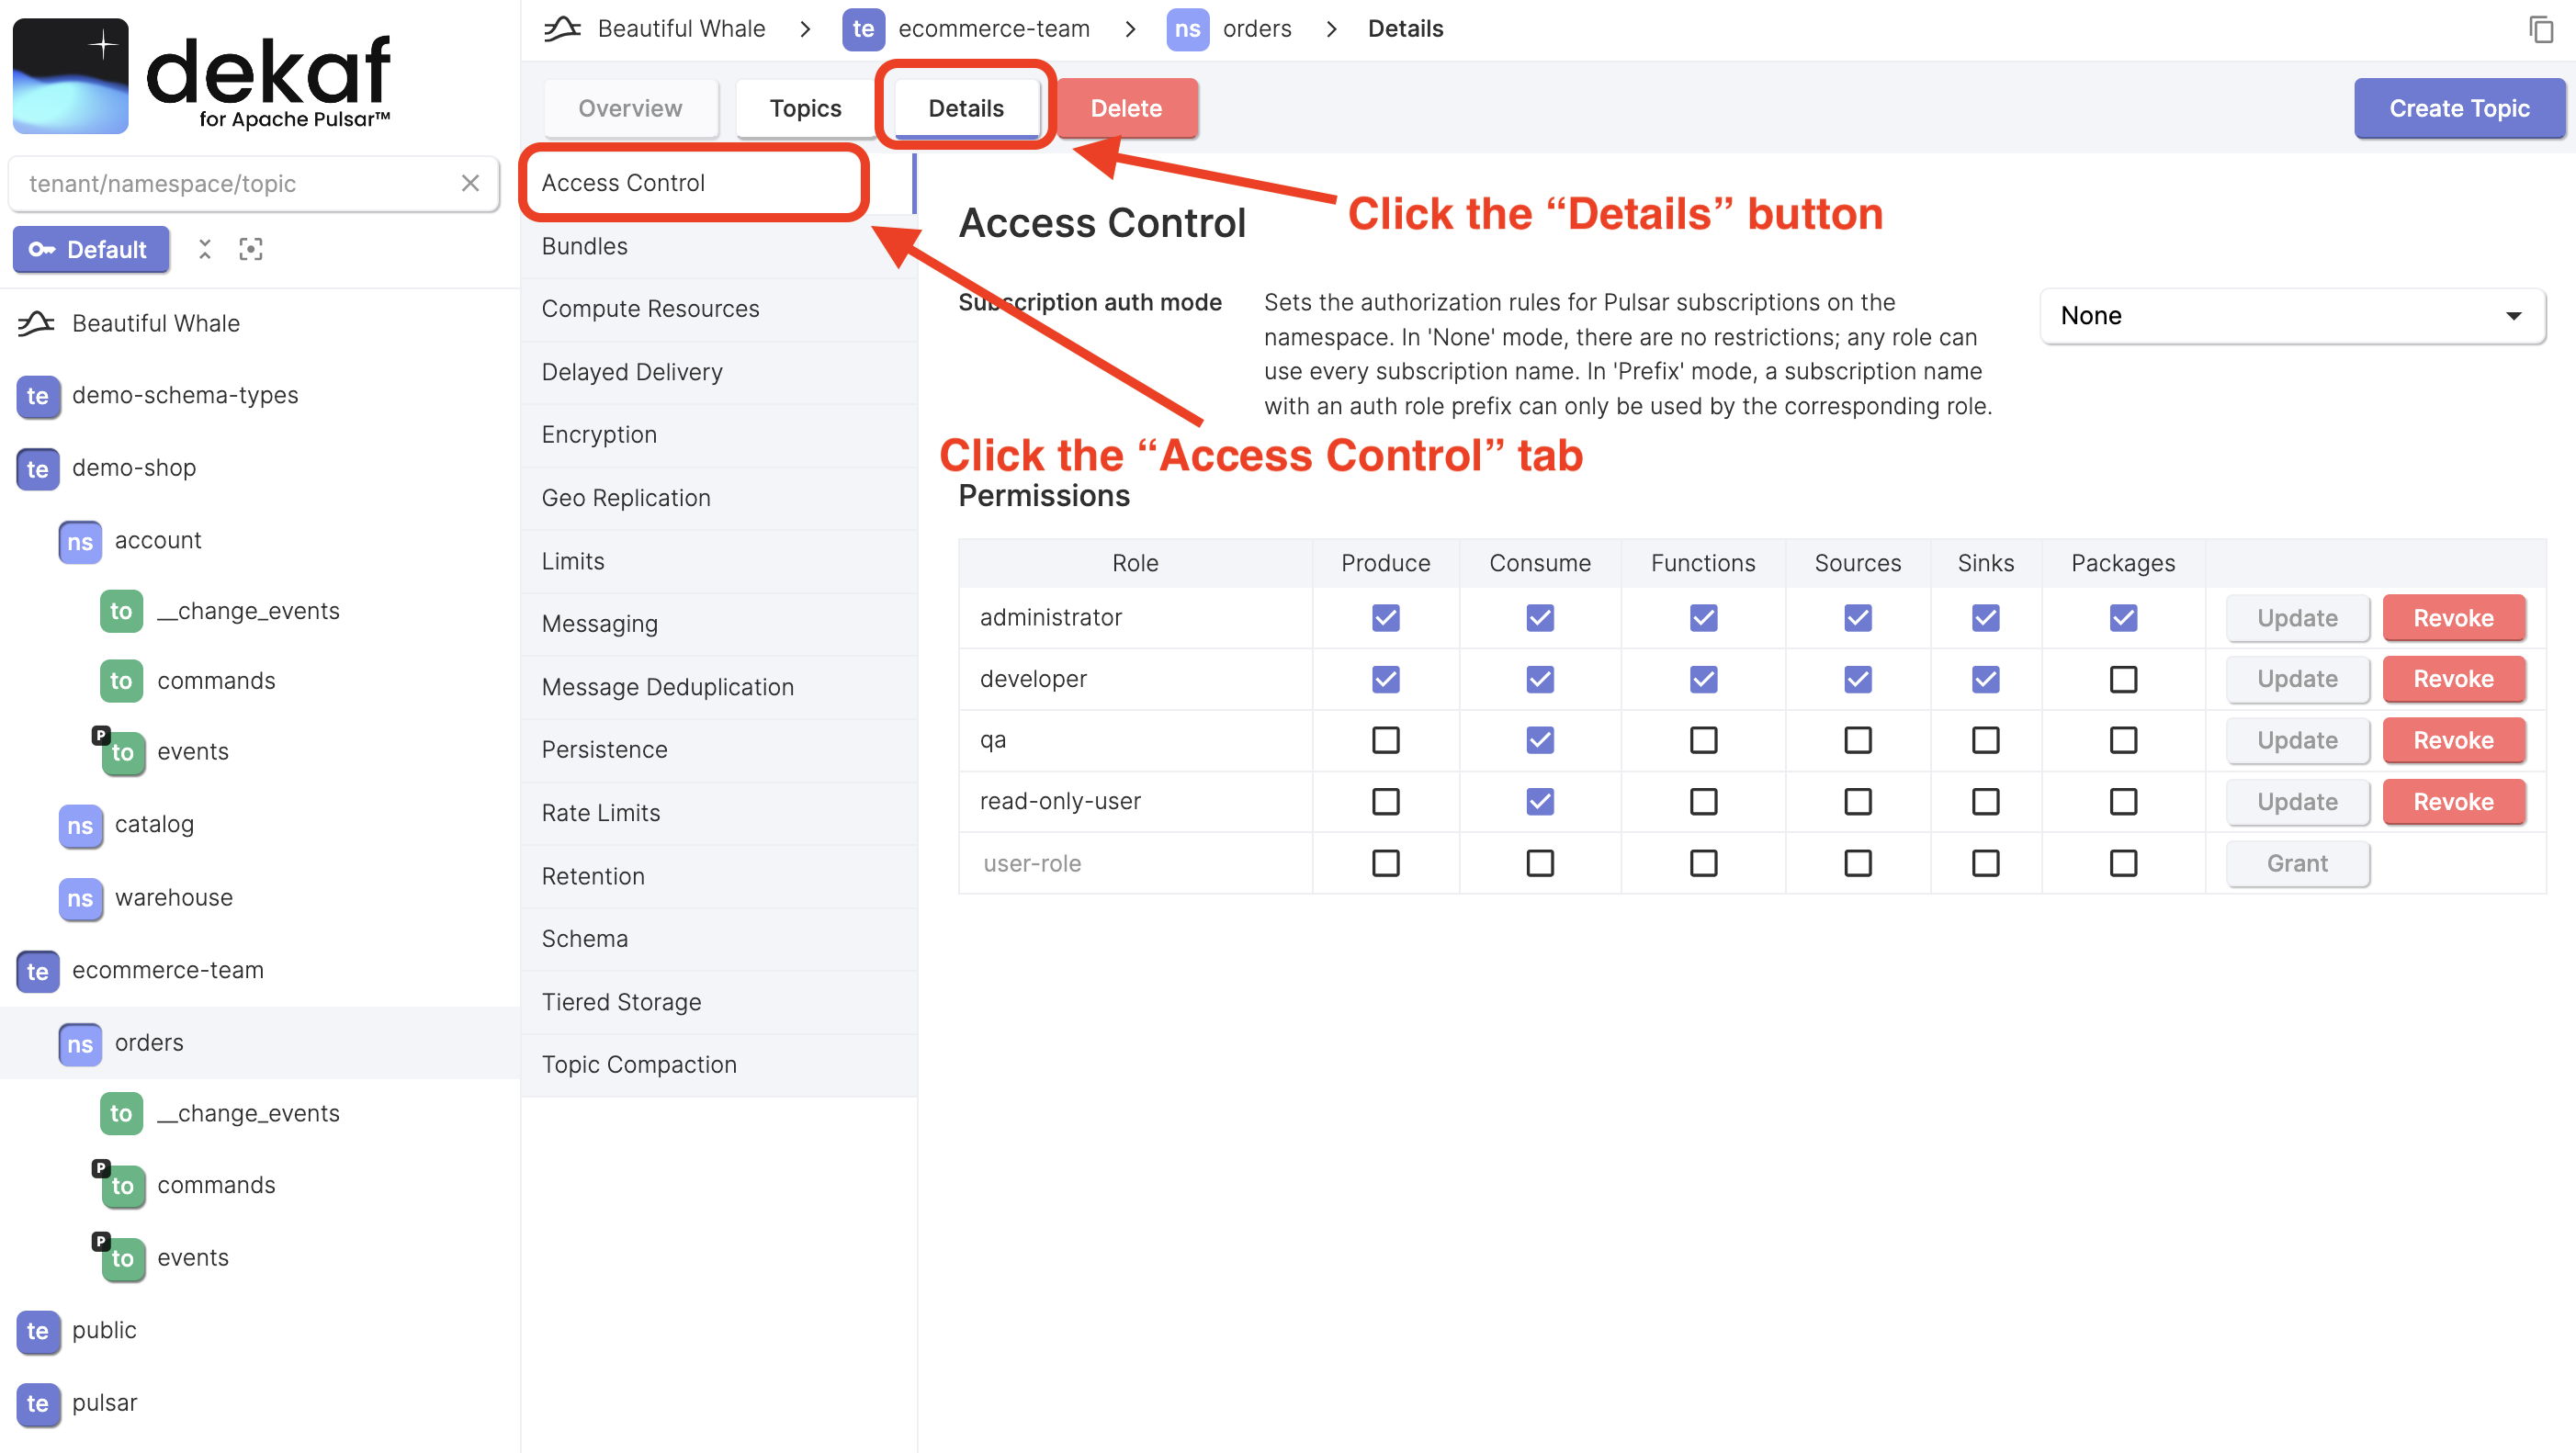 dekaf
for Apache Pulsar™
tenant/namespace/topic
Default
Beautiful Whale
te demo-schema-types
te demo-shop
ns account
to __change_events
to commands
P to events
ns catalog
ns warehouse
te ecommerce-team
ns orders
to __change_events
P to commands
P to events
te public
te pulsar
Beautiful Whale > te ecommerce-team > ns orders > Details
Overview Topics Details Delete Create Topic
Access Control
Bundles
Compute Resources
Delayed Delivery
Encryption
Geo Replication
Limits
Messaging
Message Deduplication
Persistence
Rate Limits
Retention
Schema
Tiered Storage
Topic Compaction
Click the “Details” button
Access Control
Subscription auth mode
Sets the authorization rules for Pulsar subscriptions on the
namespace. In 'None' mode, there are no restrictions; any role can
use every subscription name. In 'Prefix' mode, a subscription name
with an auth role prefix can only be used by the corresponding role.
None
Click the “Access Control” tab
Permissions
Role Produce Consume Functions Sources Sinks Packages
administrator Update Revoke
developer Update Revoke
qa Update Revoke
read-only-user Update Revoke
user-role Grant